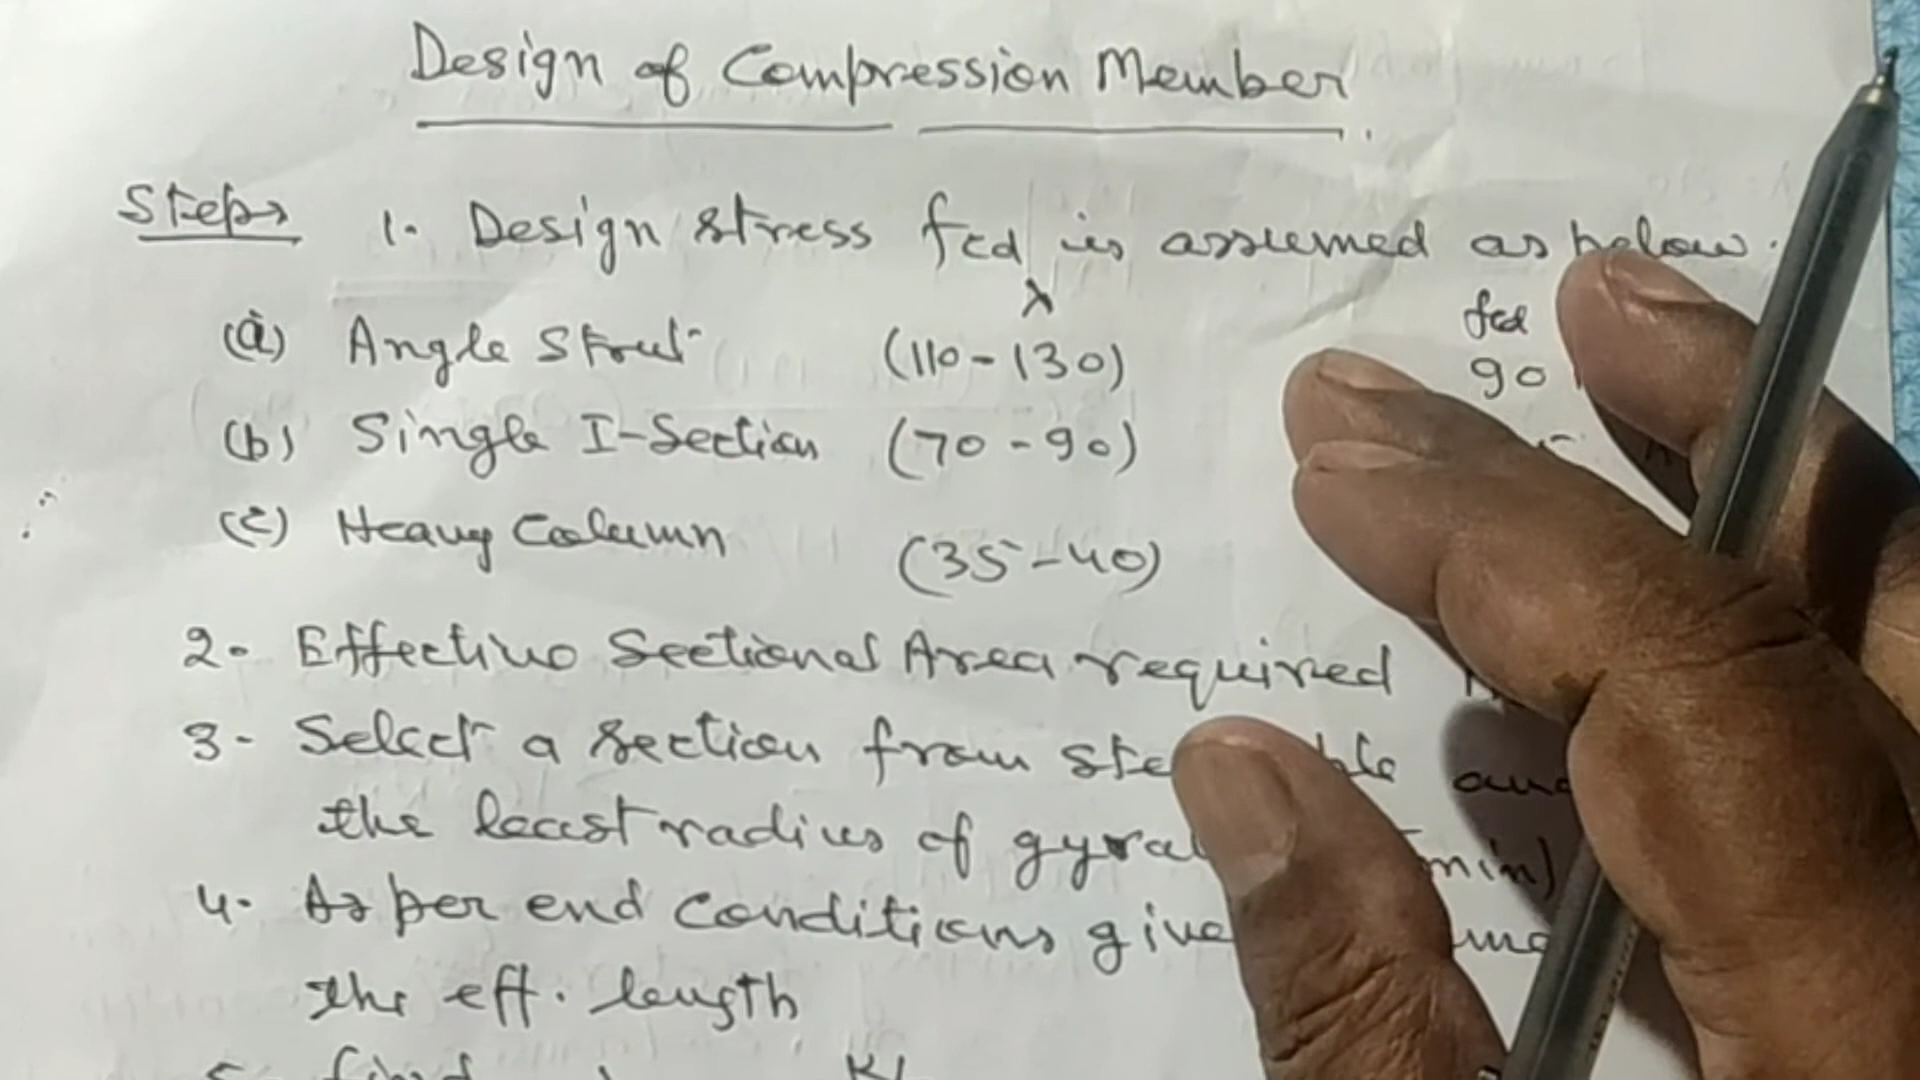 Design of Compression Member
Steps 1. Design stress fcd is assumed as below.
λ fcd
(a) Angle Strut (110-130) 90
(b) Single I-Section (70-90)
(c) Heavy Column (35-40)
2. Effective Sectional Area required
3. Select a section from
the least radius of
4. As per end conditions
the eff. length
5. find